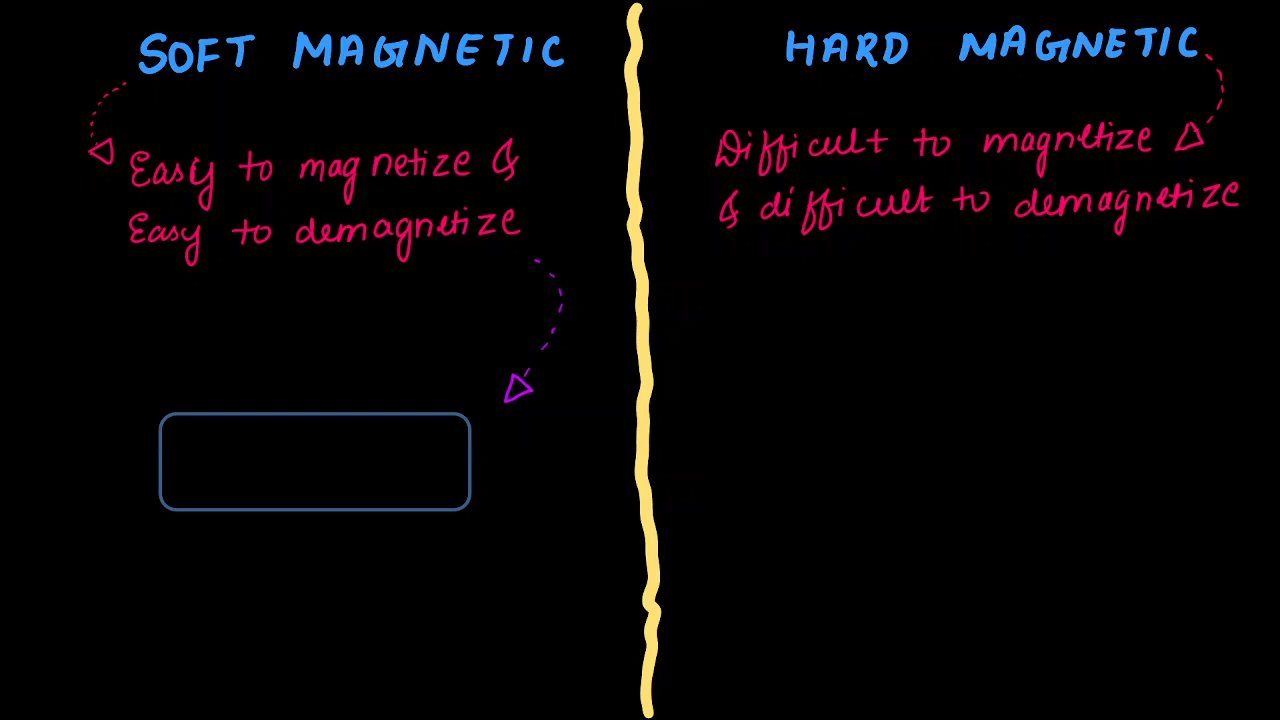 SOFT MAGNETIC
Easy to magnetize &
Easy to demagnetize
HARD MAGNETIC
Difficult to magnetize
& difficult to demagnetize